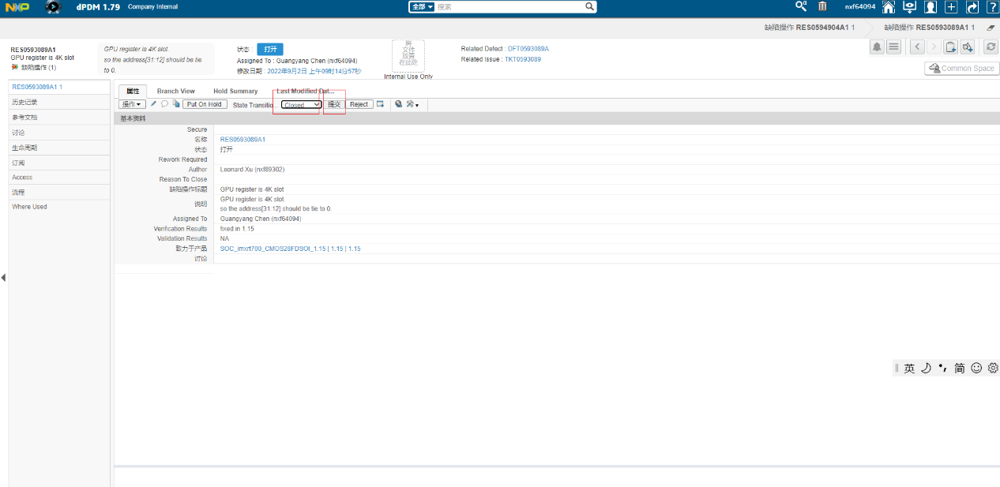 NXP dPDM 1.79 Company Internal 全部 搜索 nxf64094
缺陷操作 RES0594904A1 1 缺陷操作 RES0593089A1 1
RES0593089A1
GPU register is 4K slot
缺陷操作 (1)
GPU register is 4K slot.
so the address[31:12] should be tie
to 0.
状态 : 打开
Assigned To : Guangyang Chen (nxf64094)
修改日期 : 2022年9月2日 上午09时14分57秒
将
文件
放置
在此处
Internal Use Only
Related Defect : DFT0593089A
Related Issue : TKT0593089
Common Space
RES0593089A1 1
历史记录
参考文档
讨论
生命周期
订阅
Access
流程
Where Used
属性 Branch View Hold Summary Last Modified Dat...
操作 Put On Hold State Transitio... Closed 提交 Reject
基本资料
Secure
名称 RES0593089A1
状态 打开
Rework Required
Author Leonard Xu (nxf89302)
Reason To Close
缺陷操作标题 GPU register is 4K slot
说明 GPU register is 4K slot.
so the address[31:12] should be tie to 0.
Assigned To Guangyang Chen (nxf64094)
Verification Results fixed in 1.15
Validation Results NA
致力于产品 SOC_imxrt700_CMOS28FDSOI_1.15 [ 1.15 ] 1.15
讨论
英 简